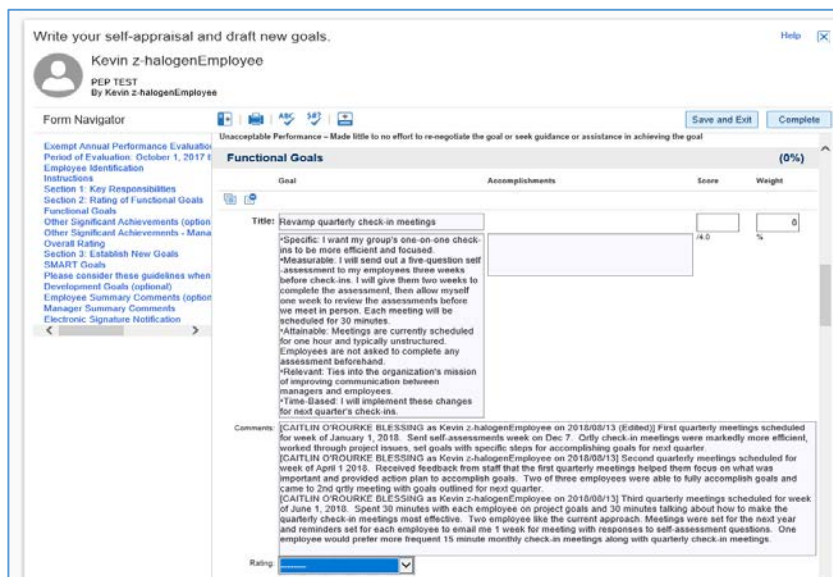 Write your self-appraisal and draft new goals.
Help
Kevin z-halogenEmployee
PEP TEST
By Kevin z-halogenEmployee
Form Navigator
Save and Exit
Complete
Exempt Annual Performance Evaluation
Period of Evaluation: October 1, 2017 t
Employee Identification
Instructions
Section 1: Key Responsibilities
Section 2: Rating of Functional Goals
Functional Goals
Other Significant Achievements (option
Other Significant Achievements - Mana
Overall Rating
Section 3: Establish New Goals
SMART Goals
Please consider these guidelines when
Development Goals (optional)
Employee Summary Comments (option
Manager Summary Comments
Electronic Signature Notification
Unacceptable Performance – Made little to no effort to re-negotiate the goal or seek guidance or assistance in achieving the goal
Functional Goals (0%)
Goal Accomplishments Score Weight
Title: Revamp quarterly check-in meetings
0
/4.0 %
•Specific: I want my group's one-on-one check-
ins to be more efficient and focused.
•Measurable: I will send out a five-question self
-assessment to my employees three weeks
before check-ins. I will give them two weeks to
complete the assessment, then allow myself
one week to review the assessments before
we meet in person. Each meeting will be
scheduled for 30 minutes.
•Attainable: Meetings are currently scheduled
for one hour and typically unstructured.
Employees are not asked to complete any
assessment beforehand.
•Relevant: Ties into the organization's mission
of improving communication between
managers and employees.
•Time-Based: I will implement these changes
for next quarter's check-ins.
Comments: [CAITLIN O'ROURKE BLESSING as Kevin z-halogenEmployee on 2018/08/13 (Edited)] First quarterly meetings scheduled
for week of January 1, 2018. Sent self-assessments week on Dec 7. Qrtly check-in meetings were markedly more efficient,
worked through project issues, set goals with specific steps for accomplishing goals for next quarter.
[CAITLIN O'ROURKE BLESSING as Kevin z-halogenEmployee on 2018/08/13] Second quarterly meetings scheduled for
week of April 1 2018. Received feedback from staff that the first quarterly meetings helped them focus on what was
important and provided action plan to accomplish goals. Two of three employees were able to fully accomplish goals and
came to 2nd qrtly meeting with goals outlined for next quarter.
[CAITLIN O'ROURKE BLESSING as Kevin z-halogenEmployee on 2018/08/13] Third quarterly meetings scheduled for week
of June 1, 2018. Spent 30 minutes with each employee on project goals and 30 minutes talking about how to make the
quarterly check-in meetings most effective. Two employee like the current approach. Meetings were set for the next year
and reminders set for each employee to email me 1 week for meeting with responses to self-assessment questions. One
employee would prefer more frequent 15 minute monthly check-in meetings along with quarterly check-in meetings.
Rating: